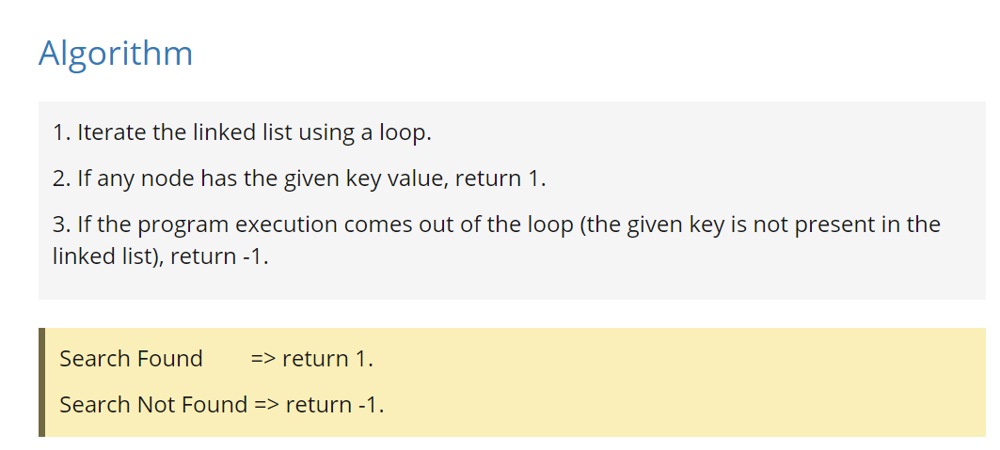 Algorithm
1. Iterate the linked list using a loop.
2. If any node has the given key value, return 1.
3. If the program execution comes out of the loop (the given key is not present in the
linked list), return -1.
Search Found => return 1.
Search Not Found => return -1.